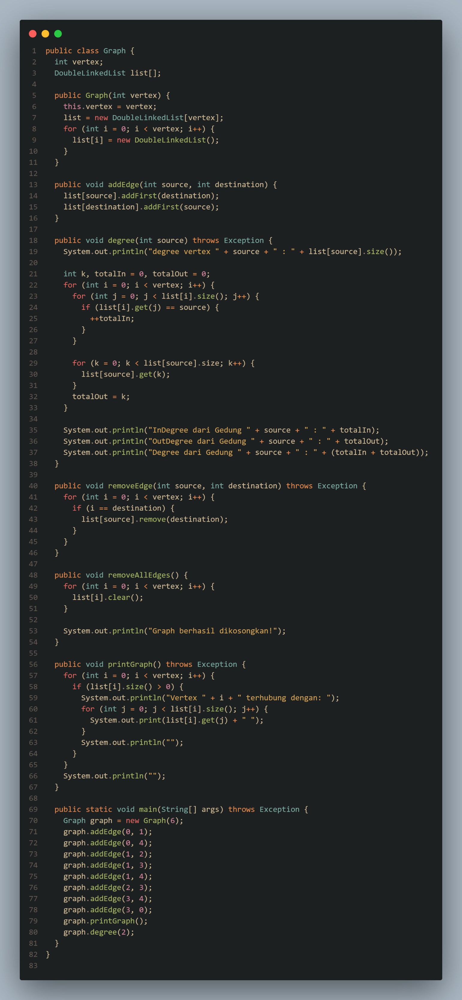 1 public class Graph {
2   int vertex;
3   DoubleLinkedList list[];
4
5   public Graph(int vertex) {
6     this.vertex = vertex;
7     list = new DoubleLinkedList[vertex];
8     for (int i = 0; i < vertex; i++) {
9       list[i] = new DoubleLinkedList();
10     }
11   }
12
13   public void addEdge(int source, int destination) {
14     list[source].addFirst(destination);
15     list[destination].addFirst(source);
16   }
17
18   public void degree(int source) throws Exception {
19     System.out.println("degree vertex " + source + " : " + list[source].size());
20
21     int k, totalIn = 0, totalOut = 0;
22     for (int i = 0; i < vertex; i++) {
23       for (int j = 0; j < list[i].size(); j++) {
24         if (list[i].get(j) == source) {
25           ++totalIn;
26         }
27       }
28
29       for (k = 0; k < list[source].size; k++) {
30         list[source].get(k);
31       }
32       totalOut = k;
33     }
34
35     System.out.println("InDegree dari Gedung " + source + " : " + totalIn);
36     System.out.println("OutDegree dari Gedung " + source + " : " + totalOut);
37     System.out.println("Degree dari Gedung " + source + " : " + (totalIn + totalOut));
38   }
39
40   public void removeEdge(int source, int destination) throws Exception {
41     for (int i = 0; i < vertex; i++) {
42       if (i == destination) {
43         list[source].remove(destination);
44       }
45     }
46   }
47
48   public void removeAllEdges() {
49     for (int i = 0; i < vertex; i++) {
50       list[i].clear();
51     }
52
53     System.out.println("Graph berhasil dikosongkan!");
54   }
55
56   public void printGraph() throws Exception {
57     for (int i = 0; i < vertex; i++) {
58       if (list[i].size() > 0) {
59         System.out.println("Vertex " + i + " terhubung dengan: ");
60         for (int j = 0; j < list[i].size(); j++) {
61           System.out.print(list[i].get(j) + " ");
62         }
63         System.out.println("");
64       }
65     }
66     System.out.println("");
67   }
68
69   public static void main(String[] args) throws Exception {
70     Graph graph = new Graph(6);
71     graph.addEdge(0, 1);
72     graph.addEdge(0, 4);
73     graph.addEdge(1, 2);
74     graph.addEdge(1, 3);
75     graph.addEdge(1, 4);
76     graph.addEdge(2, 3);
77     graph.addEdge(3, 4);
78     graph.addEdge(3, 0);
79     graph.printGraph();
80     graph.degree(2);
81   }
82 }
83